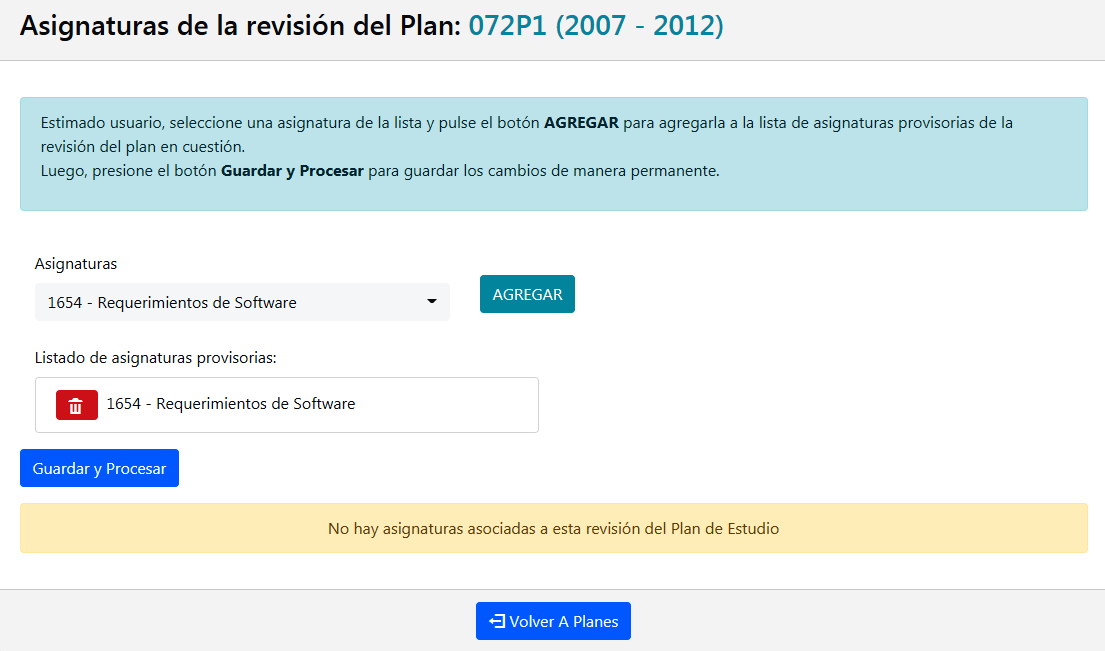 Asignaturas de la revisión del Plan: 072P1 (2007 - 2012)
Estimado usuario, seleccione una asignatura de la lista y pulse el botón AGREGAR para agregarla a la lista de asignaturas provisorias de la
revisión del plan en cuestión.
Luego, presione el botón Guardar y Procesar para guardar los cambios de manera permanente.
Asignaturas
1654 - Requerimientos de Software
AGREGAR
Listado de asignaturas provisorias:
1654 - Requerimientos de Software
Guardar y Procesar
No hay asignaturas asociadas a esta revisión del Plan de Estudio
Volver A Planes